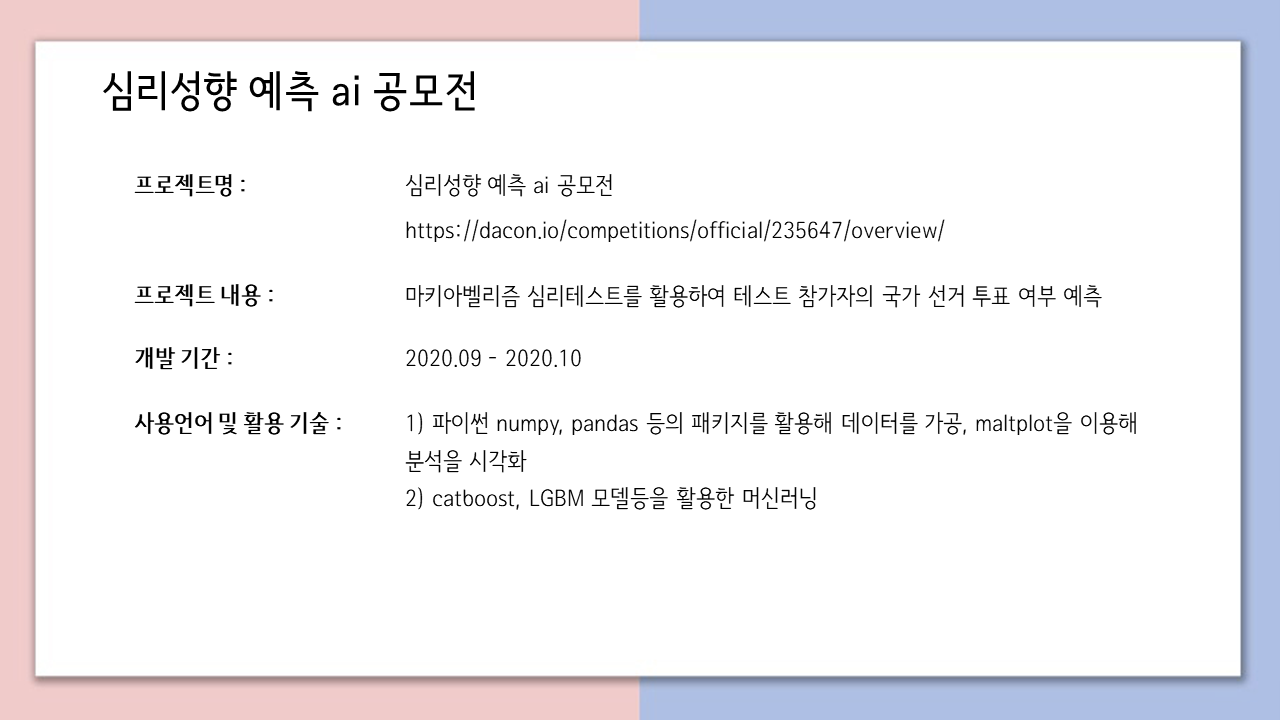 심리성향 예측 ai 공모전
프로젝트명 : 심리성향 예측 ai 공모전
https://dacon.io/competitions/official/235647/overview/
프로젝트 내용 : 마키아벨리즘 심리테스트를 활용하여 테스트 참가자의 국가 선거 투표 여부 예측
개발 기간 : 2020.09 - 2020.10
사용언어 및 활용 기술 : 1) 파이썬 numpy, pandas 등의 패키지를 활용해 데이터를 가공, maltplot을 이용해
분석을 시각화
2) catboost, LGBM 모델등을 활용한 머신러닝